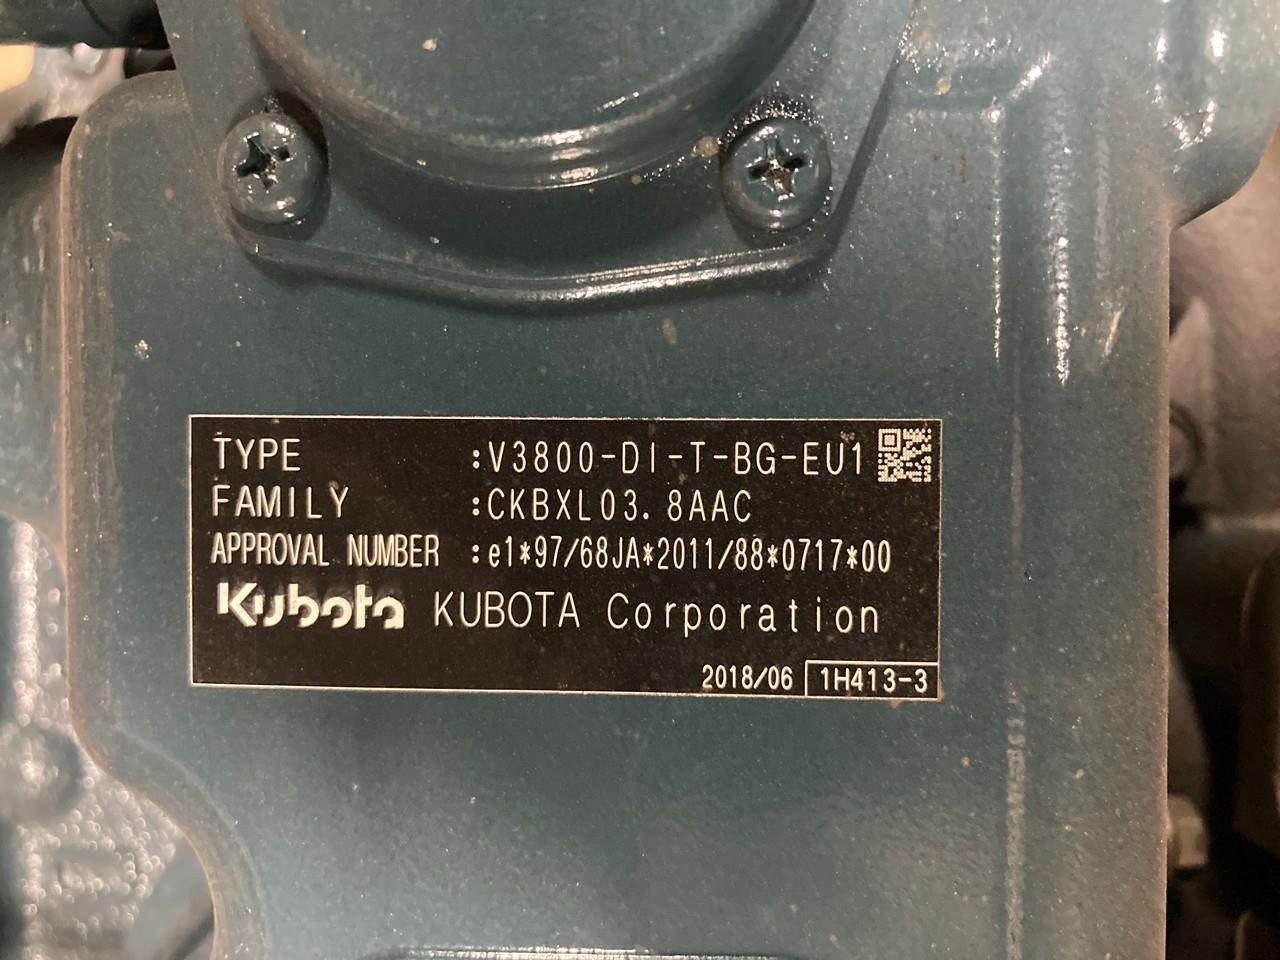 TYPE :V3800-DI-T-BG-EU1
FAMILY :CKBXL03.8AAC
APPROVAL NUMBER :e1*97/68JA*2011/88*0717*00
Kubota KUBOTA Corporation
2018/06 1H413-3